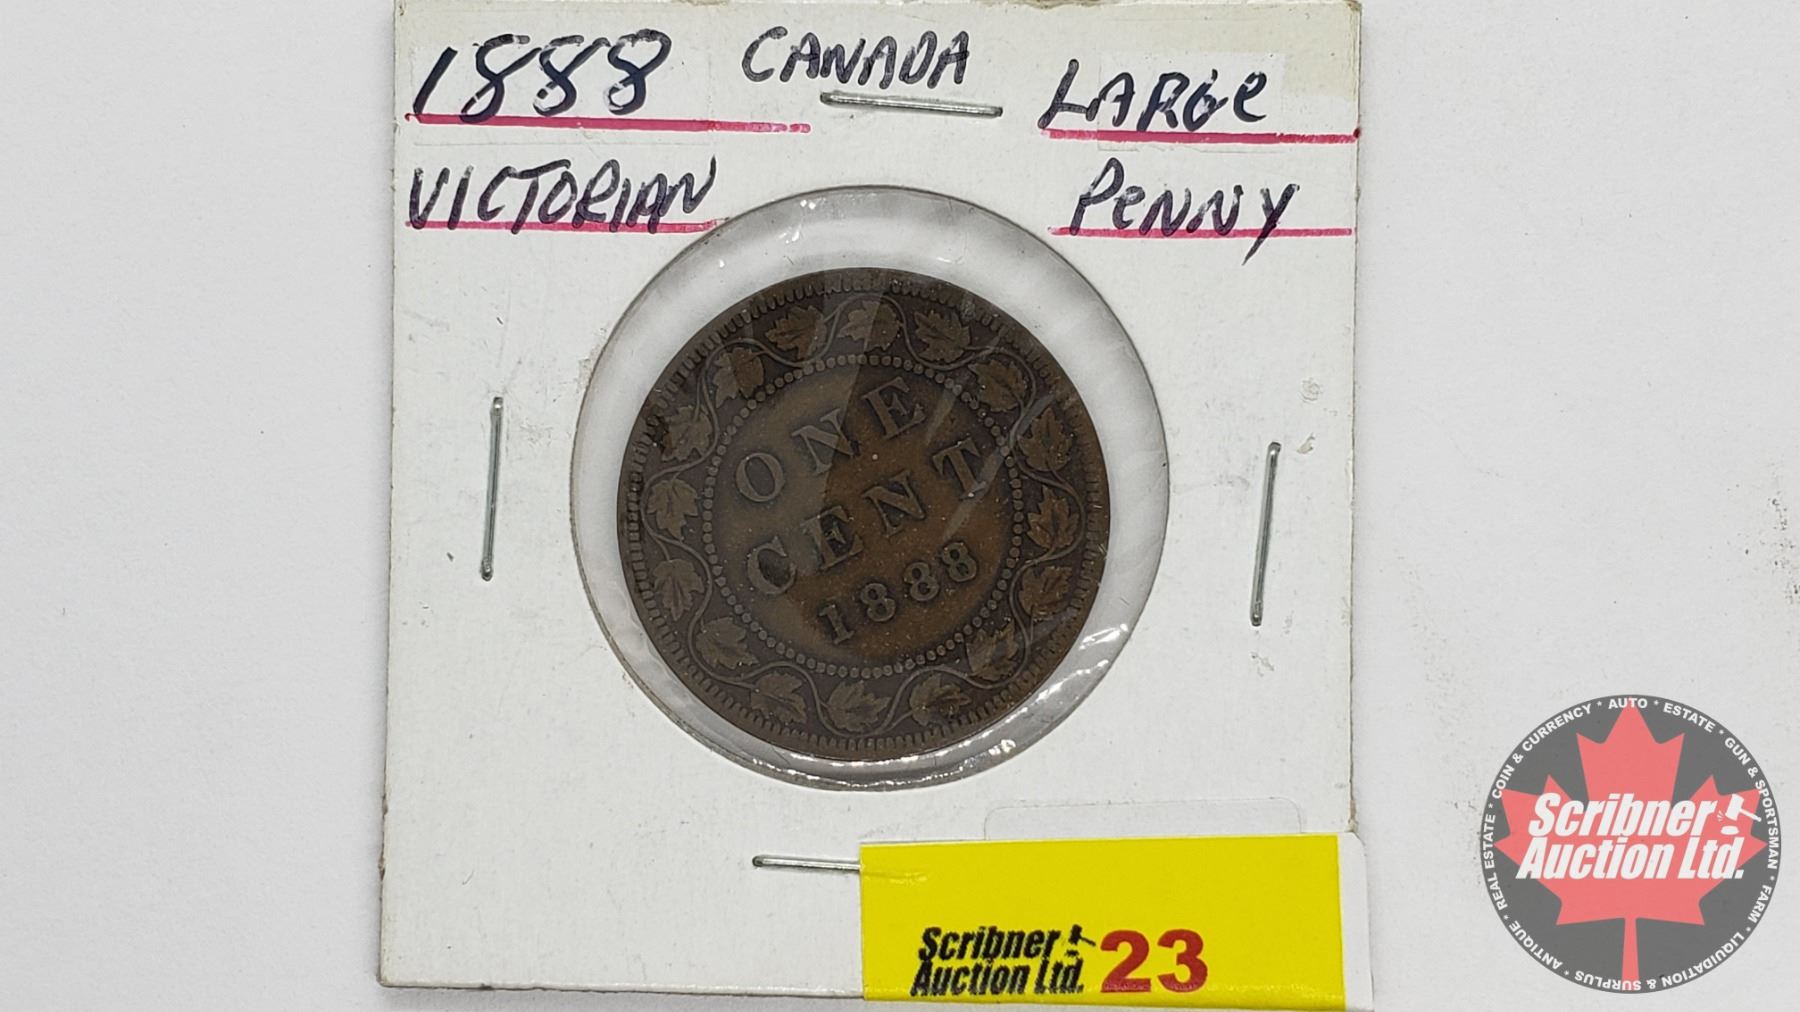 1888 CANADA LARGe
VICTORIAN PeNNY
ONE
CENT
1888
Scribner
Auction Ltd. 23
COIN & CURRENCY * AUTO * ESTATE * GUN & SPORTSMAN * FARM * LIQUIDATION & SURPLUS * ANTIQUE * REAL ESTATE *
Scribner
Auction Ltd.